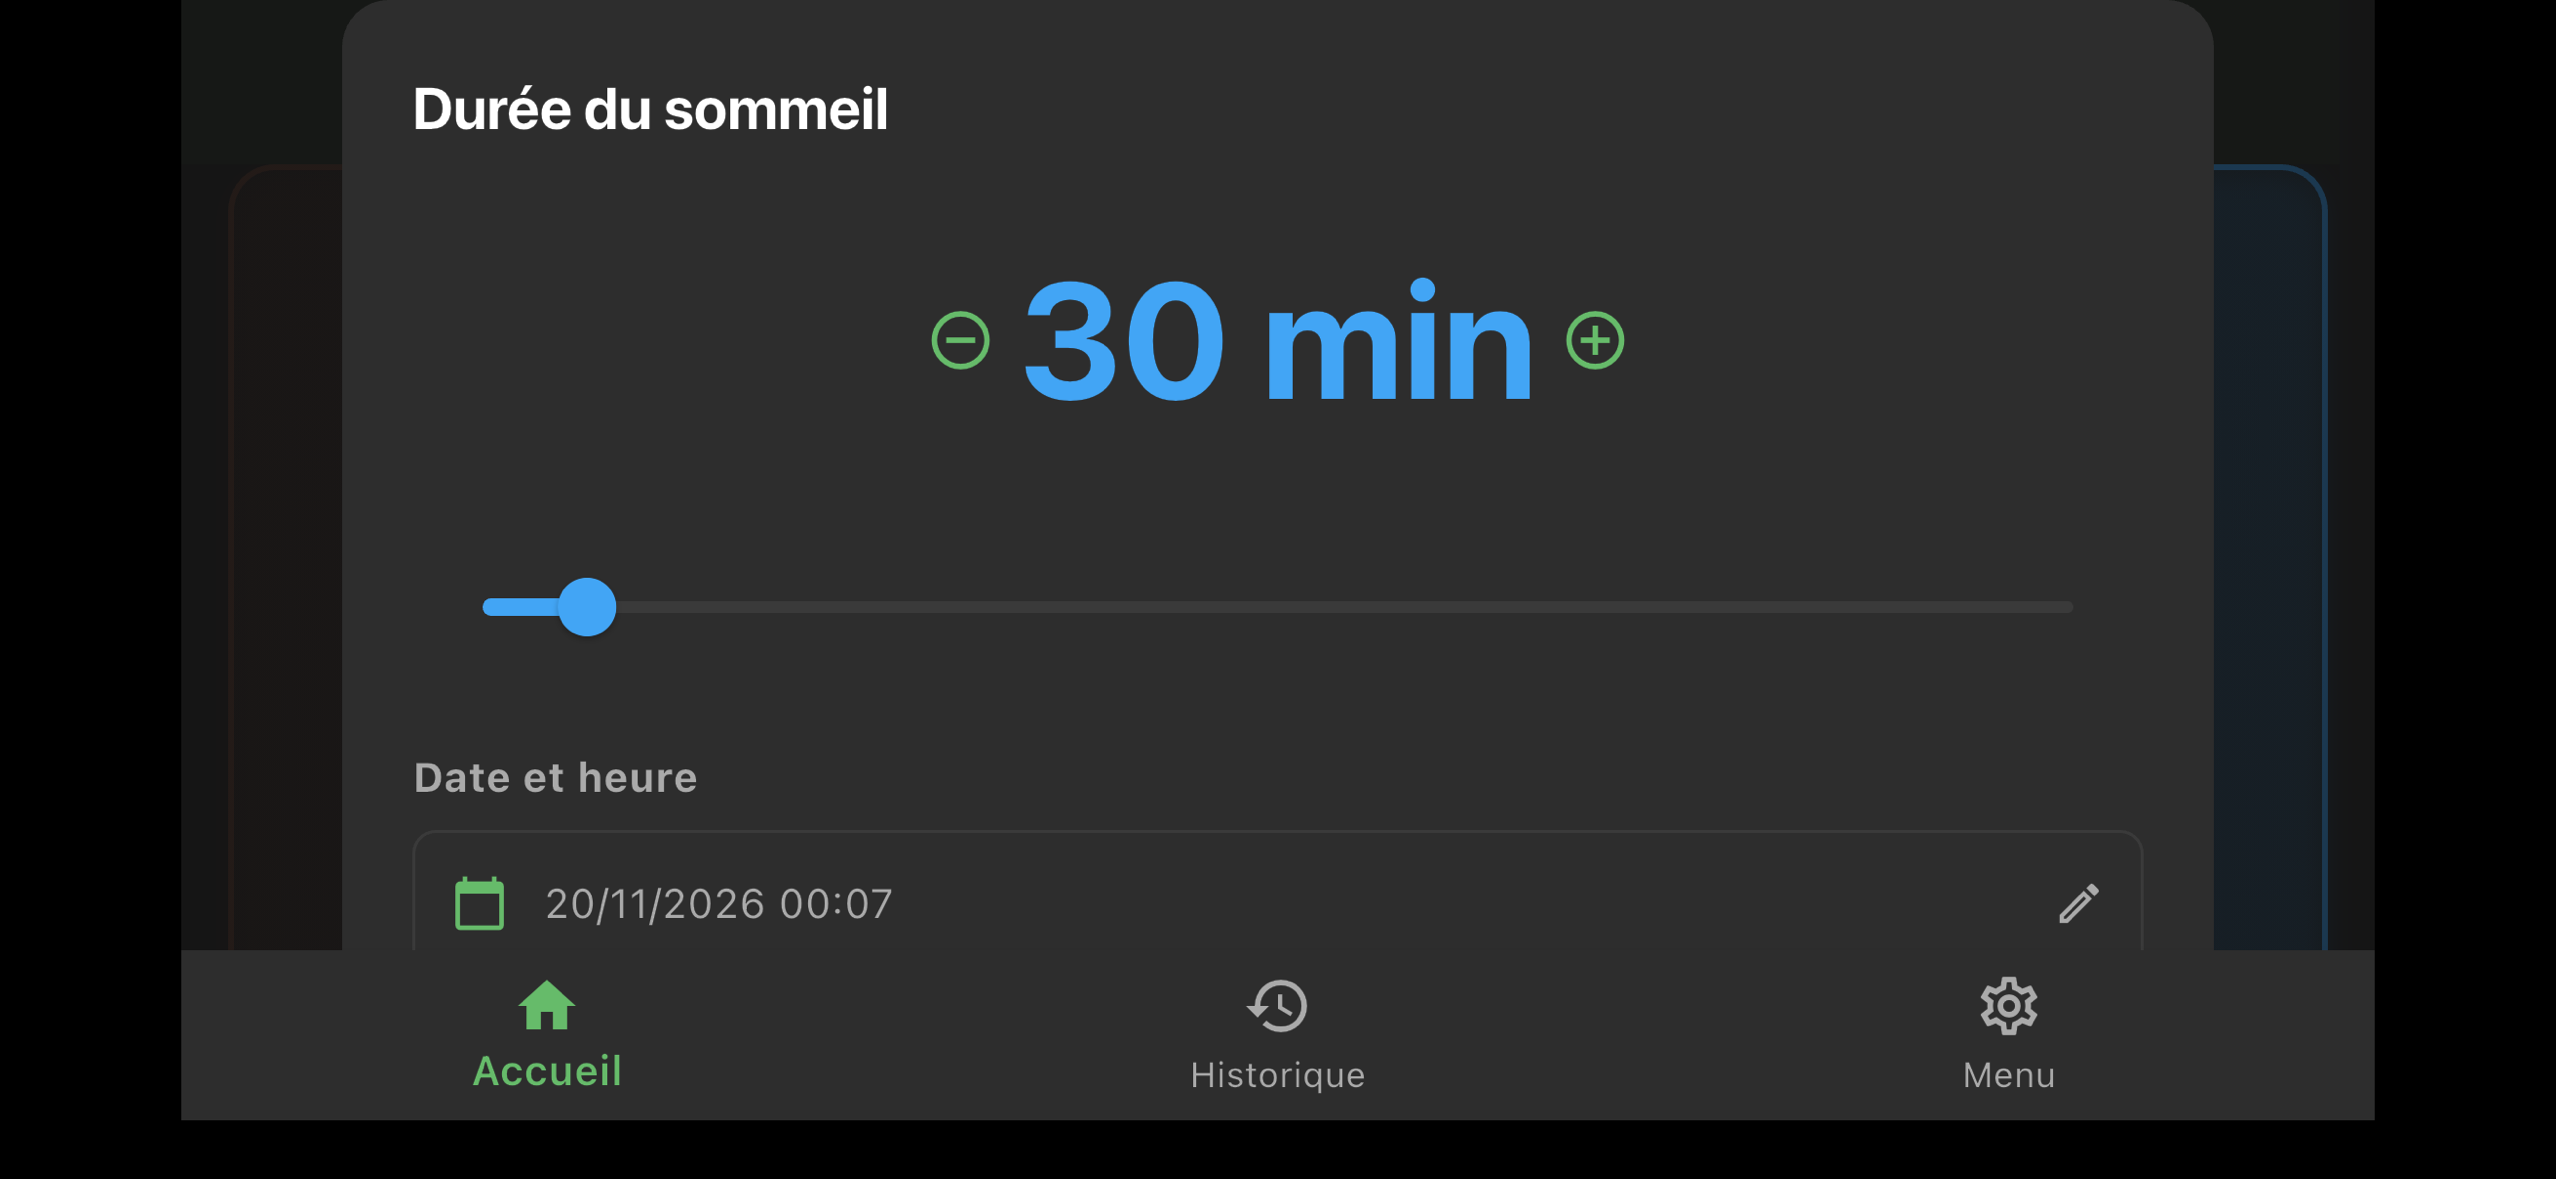 Durée du sommeil
30 min
Date et heure
20/11/2026 00:07
Accueil
Historique
Menu